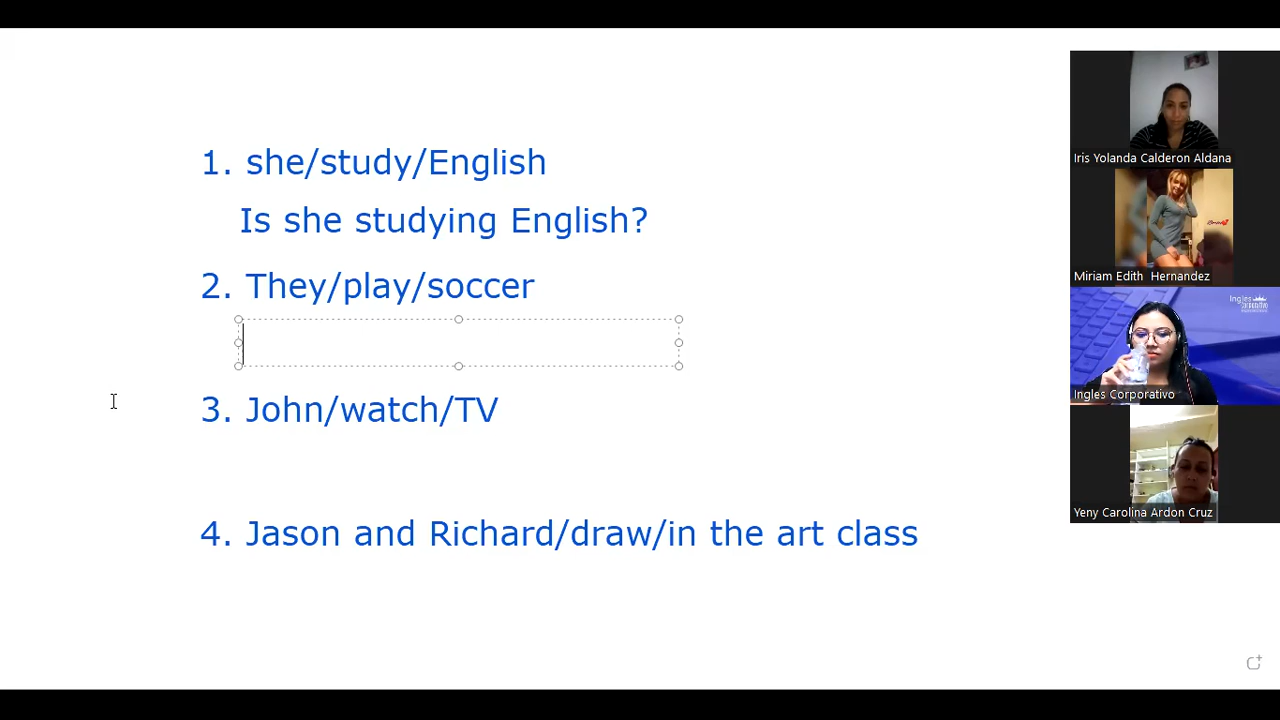 1. she/study/English
Is she studying English?
2. They/play/soccer
3. John/watch/TV
4. Jason and Richard/draw/in the art class
Iris Yolanda Calderon Aldana
Miriam Edith Hernandez
Ingles
Ingles Corporativo
Yeny Carolina Ardon Cruz